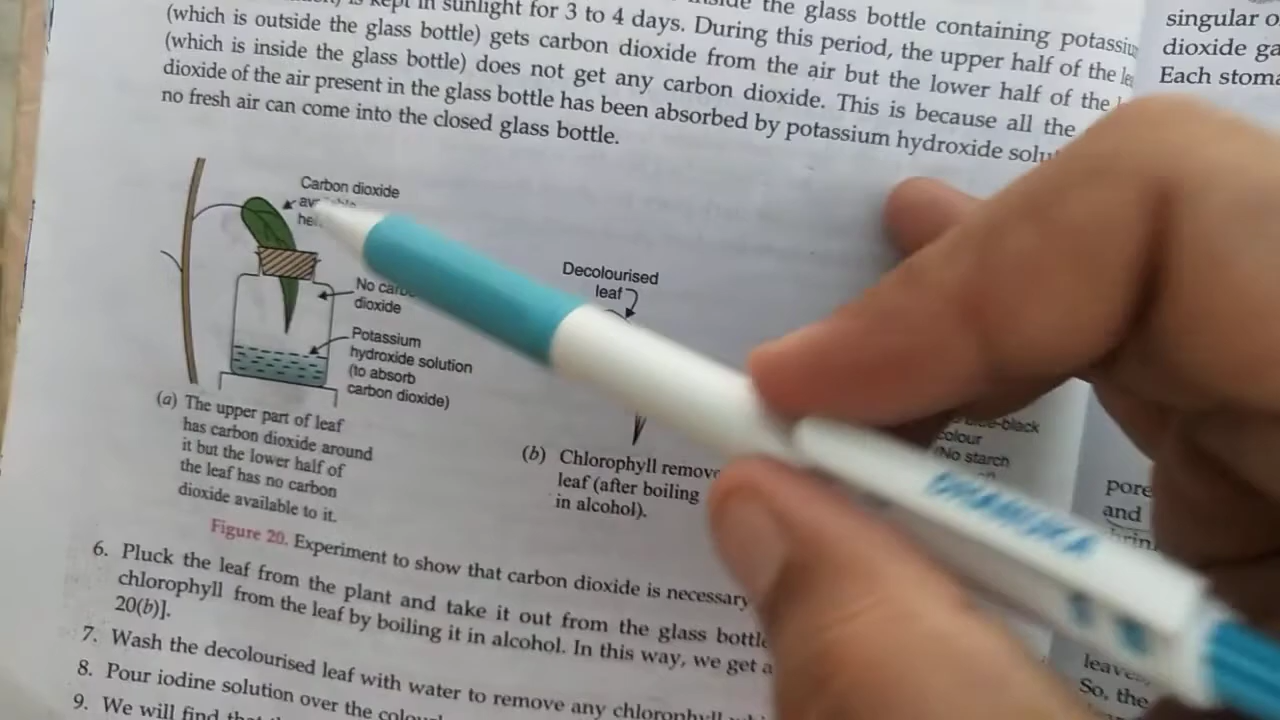 is kept in sunlight for 3 to 4 days. During this period, the upper half of the
the glass bottle containing
(which is outside the glass bottle) gets carbon dioxide from the air but the lower half of the
(which is inside the glass bottle) does not get any carbon dioxide. This is because all the
dioxide of the air present in the glass bottle has been absorbed by potassium hydroxide
no fresh air can come into the closed glass bottle.
Carbon dioxide
No
dioxide
Potassium
hydroxide solution
(to absorb
carbon dioxide)
(a) The upper part of leaf
has carbon dioxide around
it but the lower half of
the leaf has no carbon
dioxide available to it.
Decolourised
leaf
(b) Chlorophyll
leaf (after boiling
in alcohol).
colour
(No starch
Figure 20. Experiment to show that carbon dioxide is necessary
6. Pluck the leaf from the plant and take it out from the glass
chlorophyll from the leaf by boiling it in alcohol. In this way, we get a
20(b)].
7. Wash the decolourised leaf with water to remove any
8. Pour iodine solution over the
9. We will find
singular
dioxide
Each
and
So, the
DHANUKA